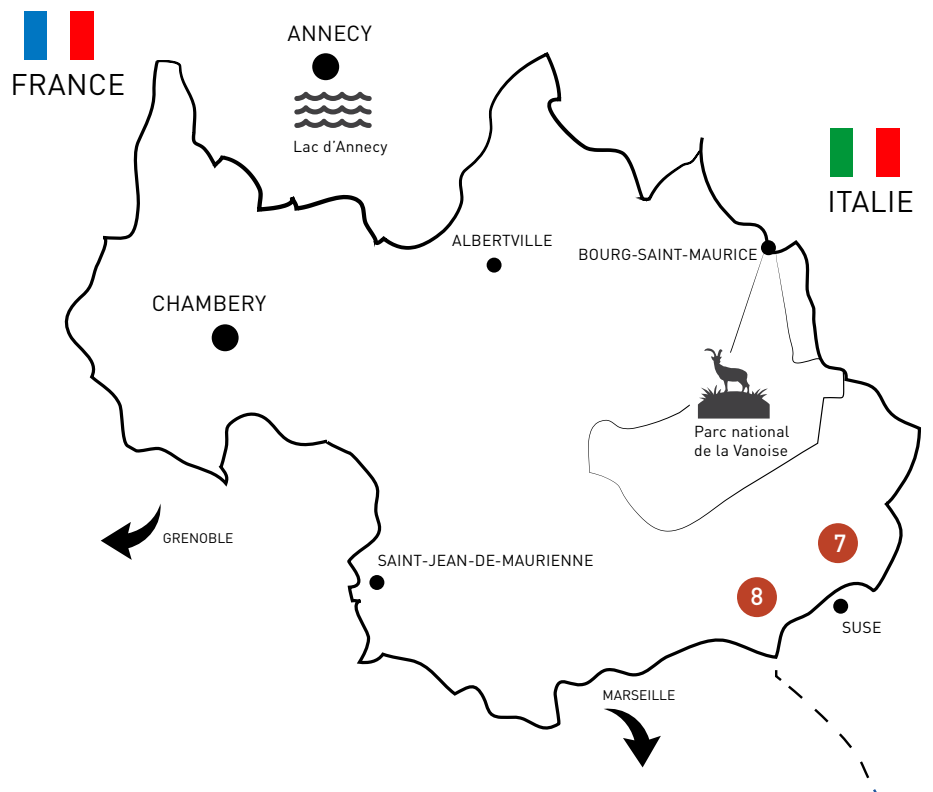 ANNECY
FRANCE
Lac d'Annecy
ITALIE
ALBERTVILLE
BOURG-SAINT-MAURICE
CHAMBERY
Parc national
de la Vanoise
GRENOBLE
7
SAINT-JEAN-DE-MAURIENNE
8
SUSE
MARSEILLE